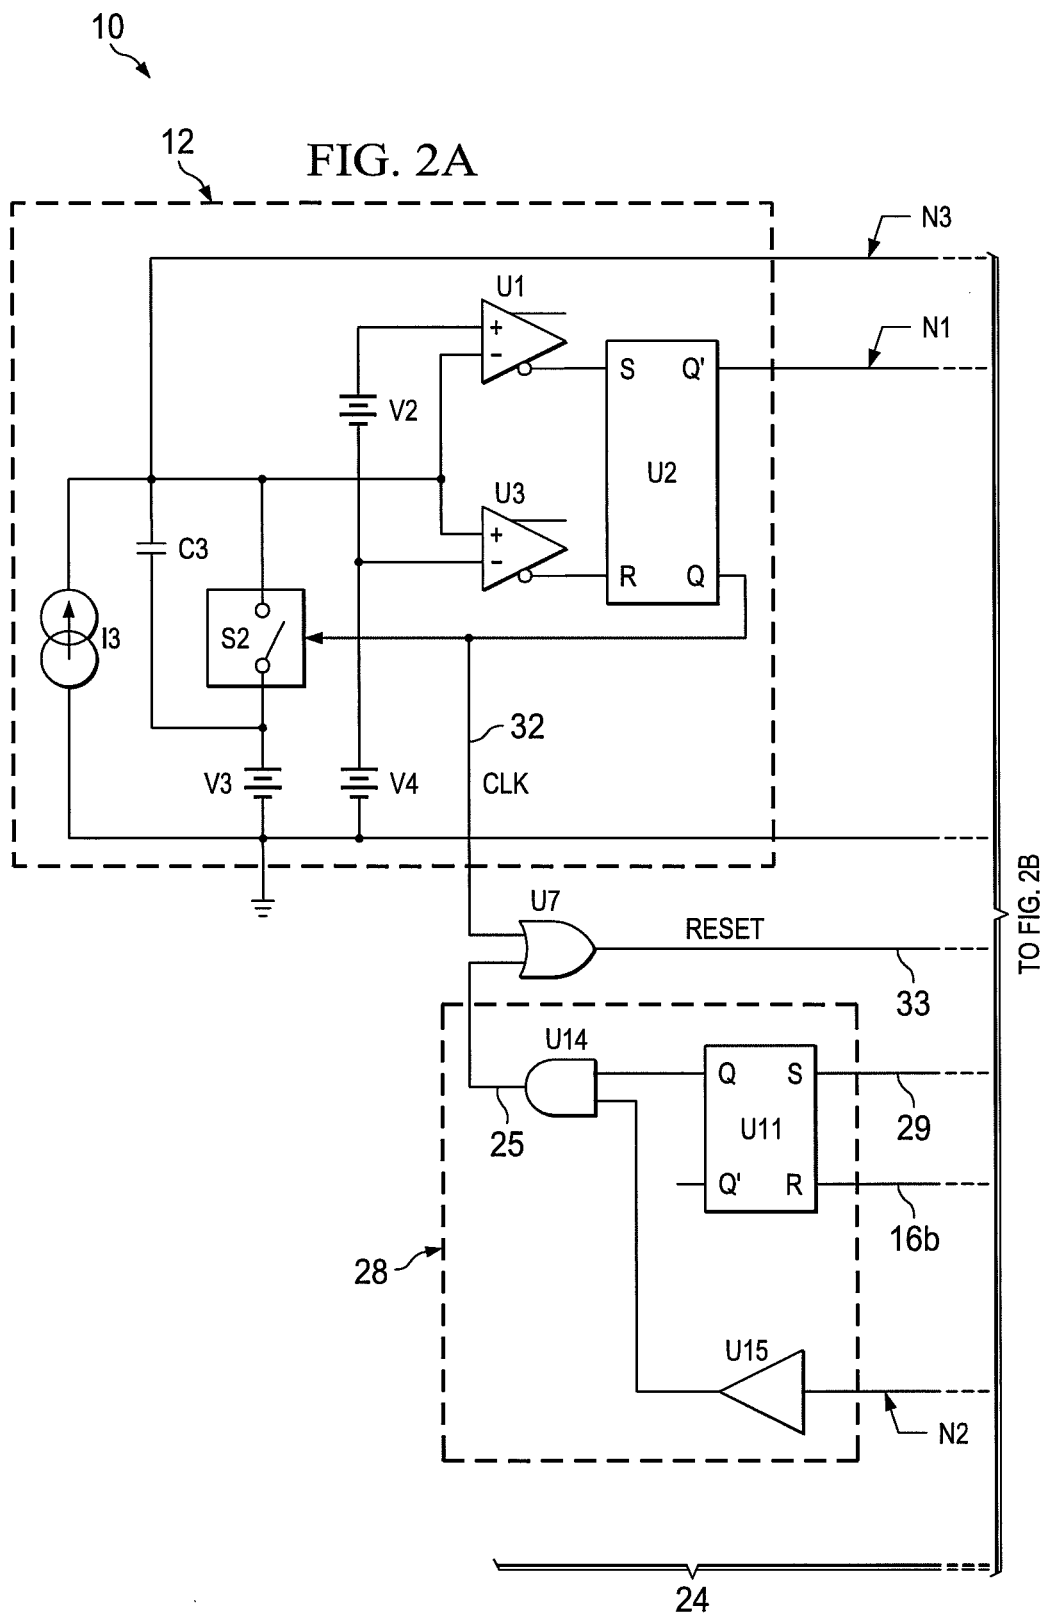 10
12
FIG. 2A
N3
U1
+
-
N1
S Q'
V2
U2
U3
+
-
C3
R Q
I3
S2
32
V3
V4
CLK
TO FIG. 2B
U7
RESET
33
U14
Q S
25
U11
29
Q' R
16b
28
U15
N2
24